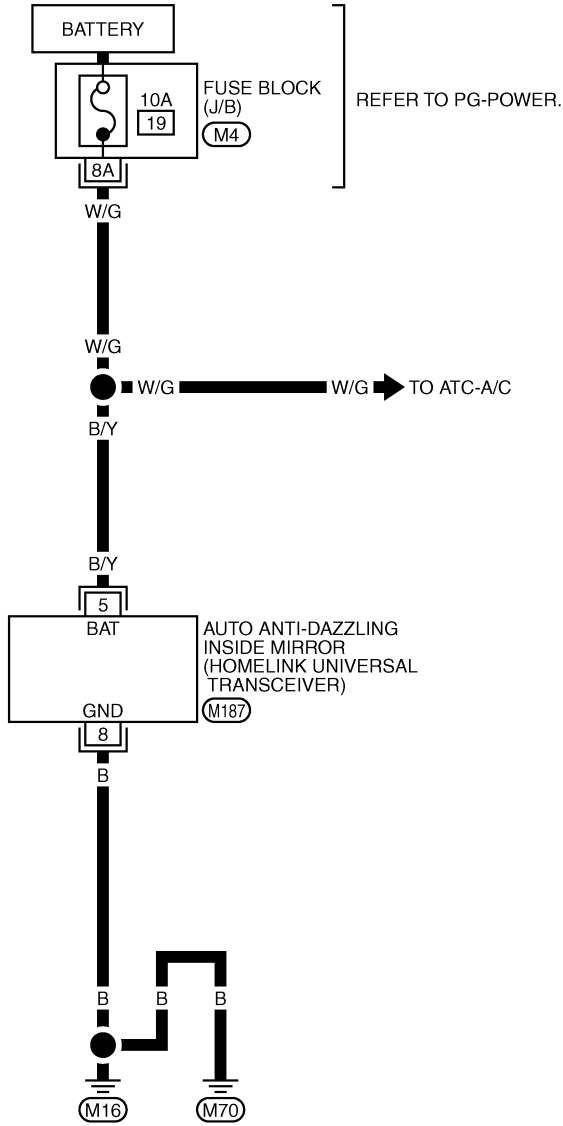 BATTERY
FUSE BLOCK
(J/B)
10A
19
M4
REFER TO PG-POWER.
8A
W/G
W/G
W/G
W/G
TO ATC-A/C
B/Y
B/Y
5
BAT
AUTO ANTI-DAZZLING
INSIDE MIRROR
(HOMELINK UNIVERSAL
TRANSCEIVER)
M187
GND
8
B
B
B
B
M16
M70